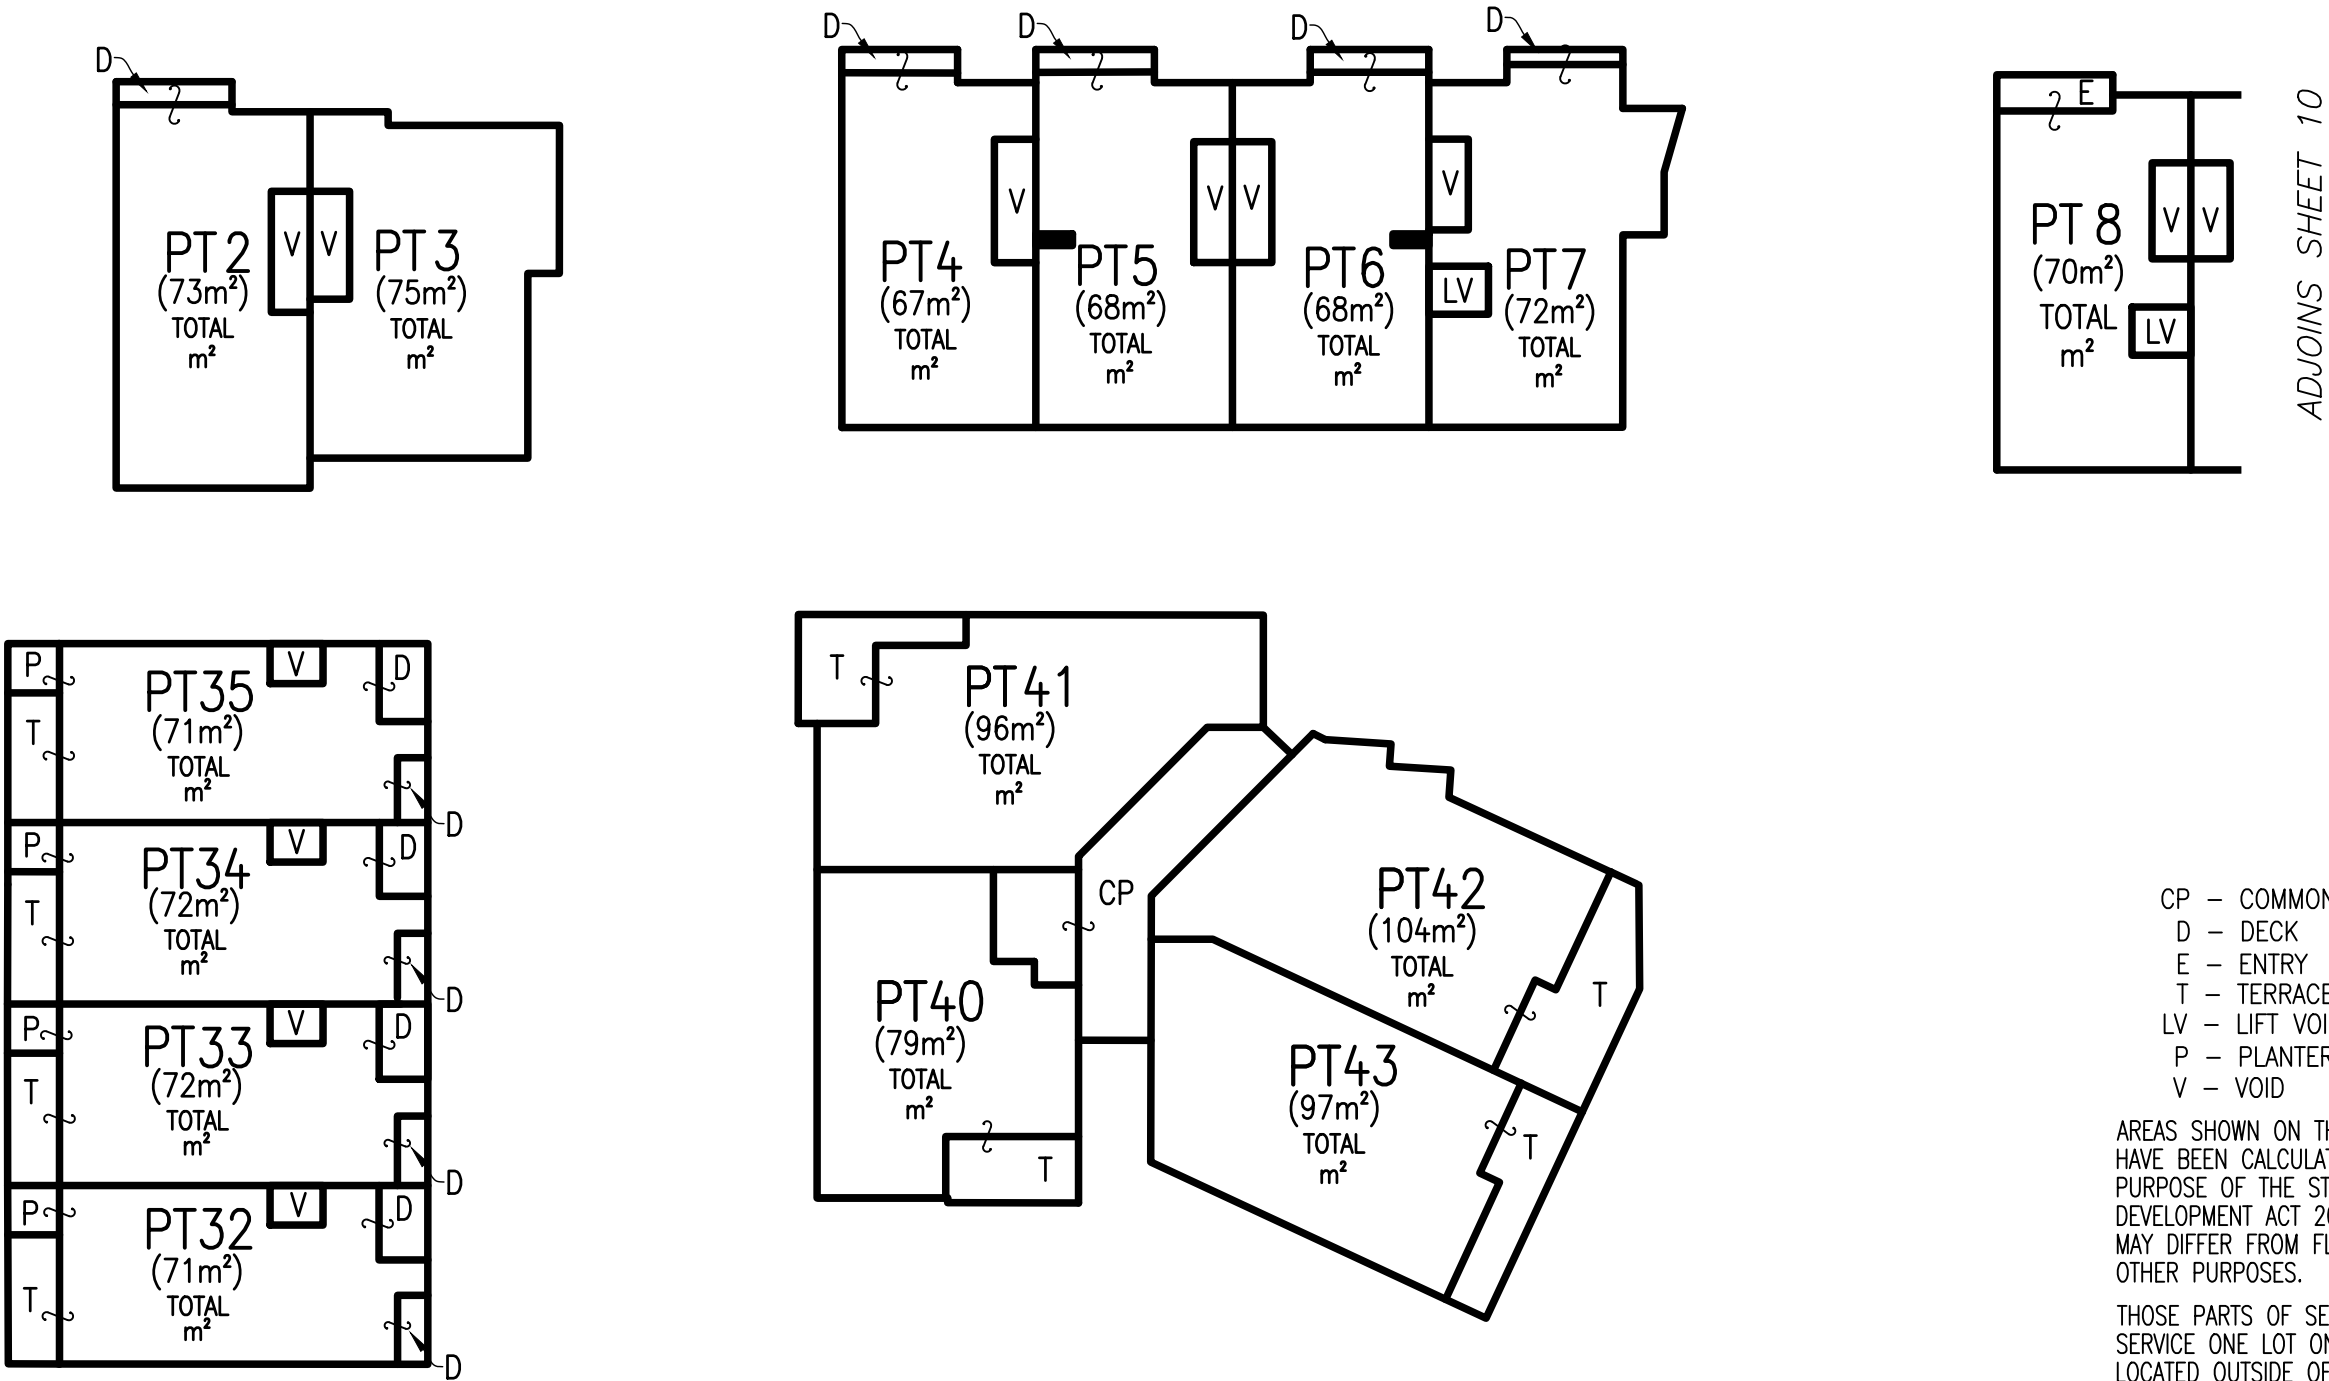 D
PT2
(73m²)
TOTAL
m²
V
V
PT3
(75m²)
TOTAL
m²
D
D
D
D
PT4
(67m²)
TOTAL
m²
V
PT5
(68m²)
TOTAL
m²
V
V
PT6
(68m²)
TOTAL
m²
V
LV
PT7
(72m²)
TOTAL
m²
E
PT 8
(70m²)
TOTAL
m²
V
V
LV
ADJOINS SHEET 10
P
T
PT35
(71m²)
TOTAL
m²
V
D
D
P
T
PT34
(72m²)
TOTAL
m²
V
D
D
P
T
PT33
(72m²)
TOTAL
m²
V
D
D
P
T
PT32
(71m²)
TOTAL
m²
V
D
D
T
PT41
(96m²)
TOTAL
m²
CP
PT40
(79m²)
TOTAL
m²
T
PT42
(104m²)
TOTAL
m²
T
PT43
(97m²)
TOTAL
m²
T
CP – COMMON
D – DECK
E – ENTRY
T – TERRACE
LV – LIFT VOI
P – PLANTER
V – VOID
AREAS SHOWN ON TH
HAVE BEEN CALCULAT
PURPOSE OF THE ST
DEVELOPMENT ACT 2
MAY DIFFER FROM FL
OTHER PURPOSES.
THOSE PARTS OF SE
SERVICE ONE LOT ON
LOCATED OUTSIDE OF